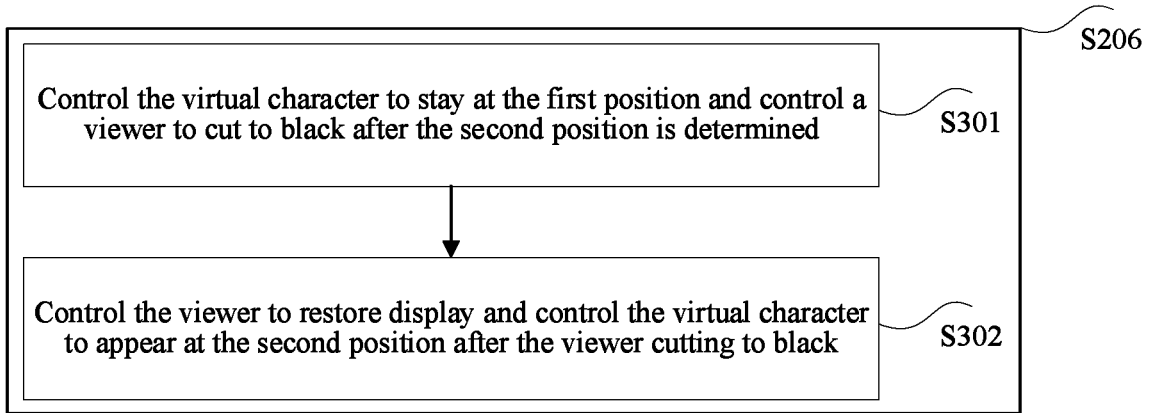 S206
Control the virtual character to stay at the first position and control a
viewer to cut to black after the second position is determined
S301
Control the viewer to restore display and control the virtual character
to appear at the second position after the viewer cutting to black
S302